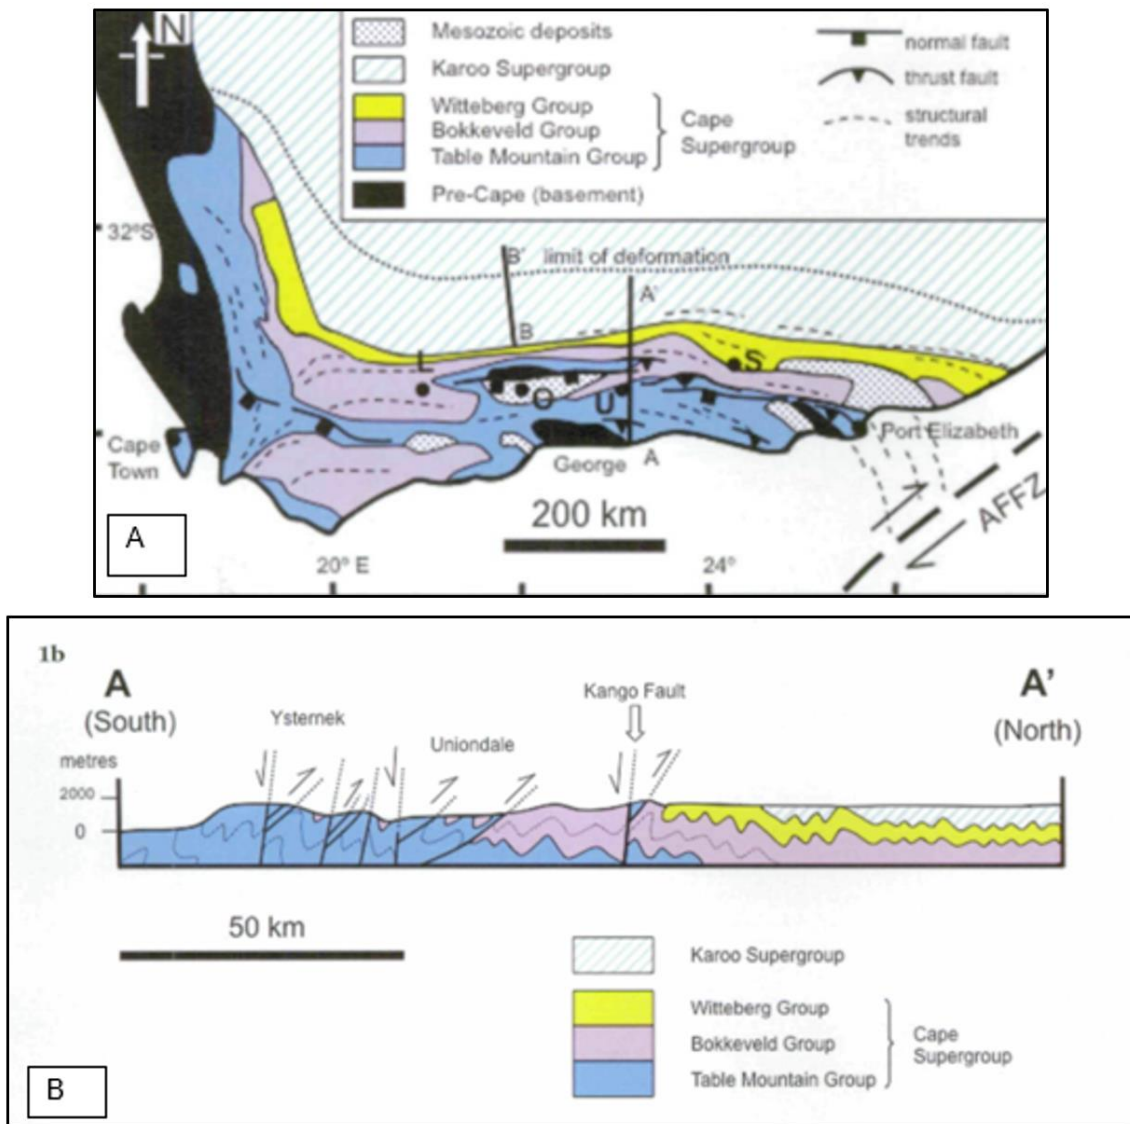 N
Mesozoic deposits
Karoo Supergroup
Witteberg Group
Bokkeveld Group
Table Mountain Group
Cape
Supergroup
Pre-Cape (basement)
normal fault
thrust fault
structural
trends
32°S
B' limit of deformation
A'
B
L
S
O
U
Cape
Town
George
A
Port Elizabeth
AFFZ
200 km
A
20° E
24°
1b
A
(South)
Ysternek
Kango Fault
A'
(North)
metres
Uniondale
2000
0
50 km
Karoo Supergroup
Witteberg Group
Bokkeveld Group
Table Mountain Group
Cape
Supergroup
B